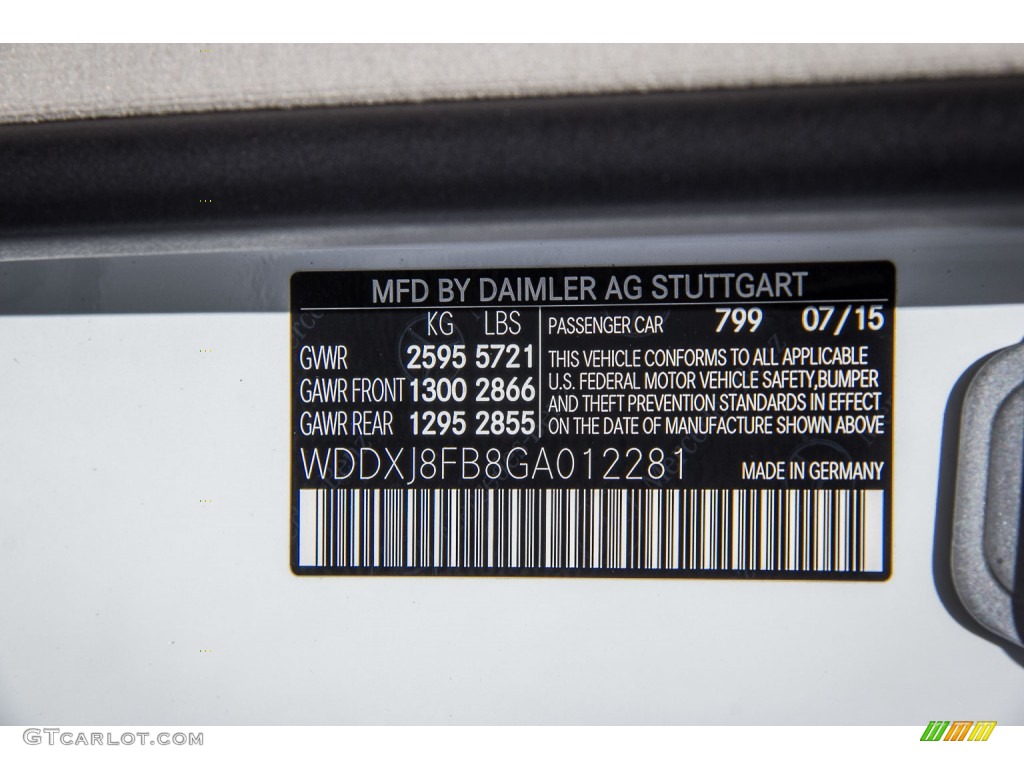 MFD BY DAIMLER AG STUTTGART
KG LBS
GVWR 2595 5721
GAWR FRONT 1300 2866
GAWR REAR 1295 2855
PASSENGER CAR 799 07/15
THIS VEHICLE CONFORMS TO ALL APPLICABLE
U.S. FEDERAL MOTOR VEHICLE SAFETY,BUMPER
AND THEFT PREVENTION STANDARDS IN EFFECT
ON THE DATE OF MANUFACTURE SHOWN ABOVE
WDDXJ8FB8GA012281 MADE IN GERMANY
GTCARLOT.COM